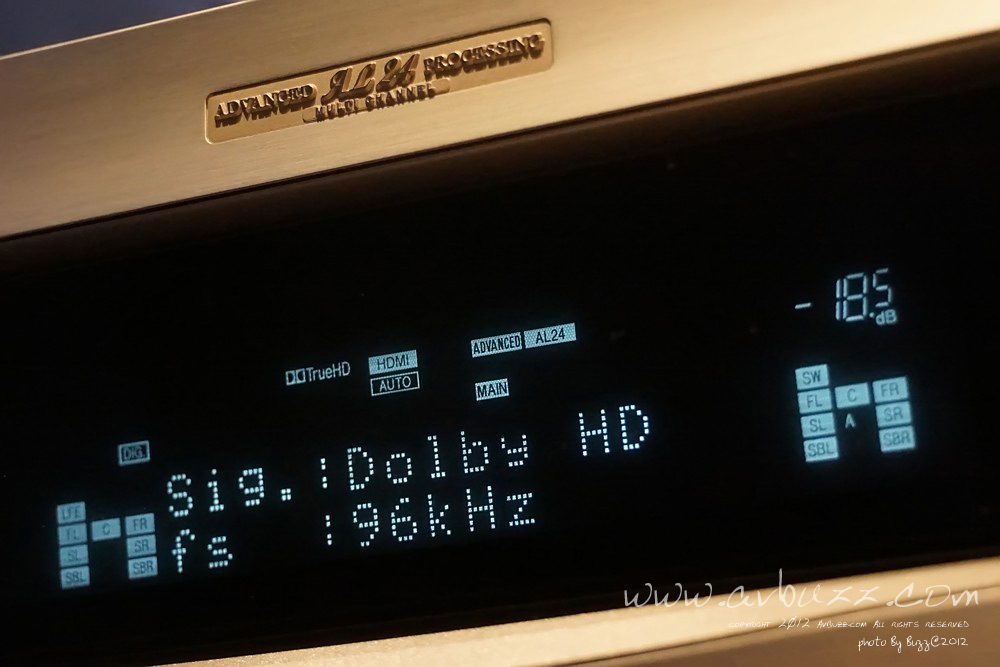 ADVANCED AL24 PROCESSING
MULTI CHANNEL
- 18.5 dB
TrueHD HDMI ADVANCED AL24
AUTO MAIN
SW
FL C FR
SL A SR
SBL SBR
DIG.
Sig. :Dolby HD
fs :96kHz
LFE
FL C FR
SL SR
SBL SBR
www.avbuzz.com
copyright 2012 AvBuzz.com All rights reserved
photo By Buzz©2012